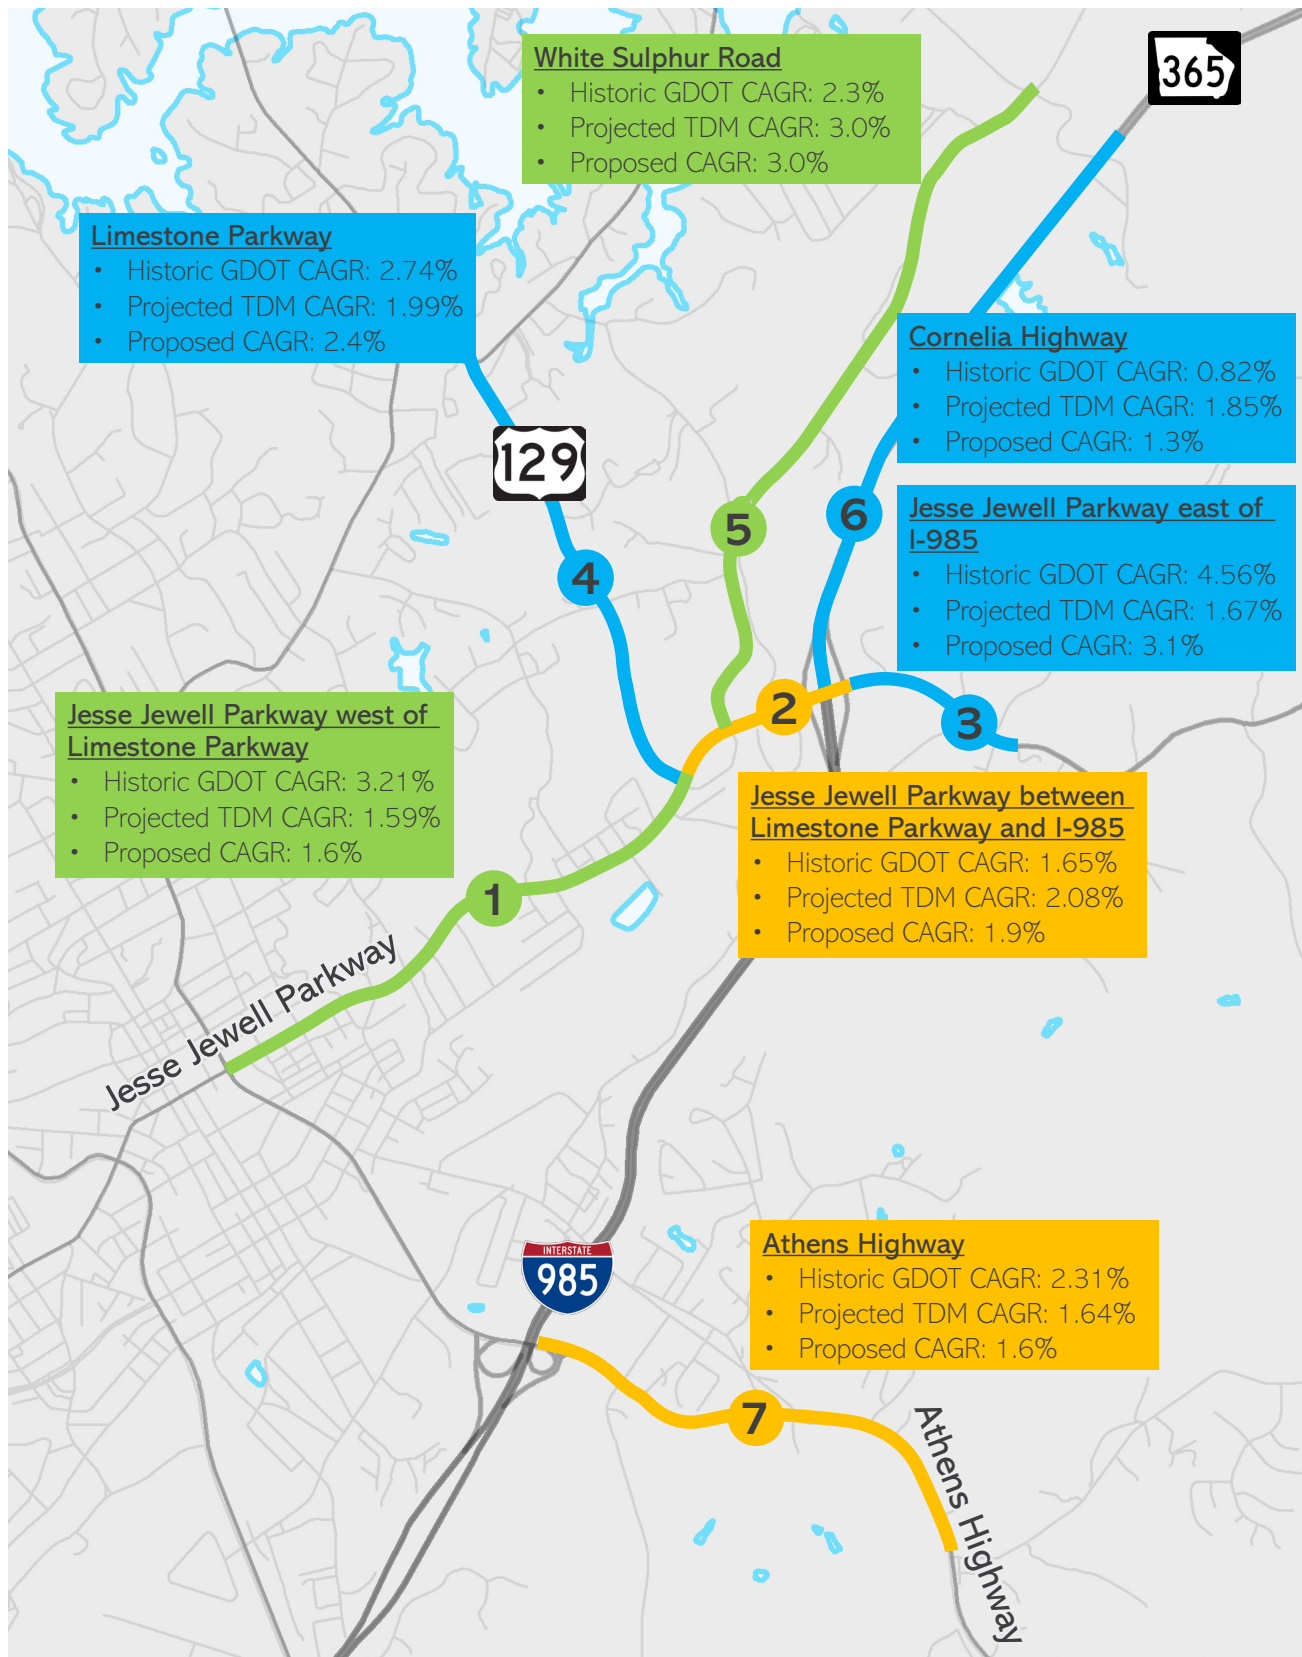 365
White Sulphur Road
• Historic GDOT CAGR: 2.3%
• Projected TDM CAGR: 3.0%
• Proposed CAGR: 3.0%
Limestone Parkway
• Historic GDOT CAGR: 2.74%
• Projected TDM CAGR: 1.99%
• Proposed CAGR: 2.4%
Cornelia Highway
• Historic GDOT CAGR: 0.82%
• Projected TDM CAGR: 1.85%
• Proposed CAGR: 1.3%
129
5
6
Jesse Jewell Parkway east of
I-985
• Historic GDOT CAGR: 4.56%
• Projected TDM CAGR: 1.67%
• Proposed CAGR: 3.1%
4
2
3
Jesse Jewell Parkway west of
Limestone Parkway
• Historic GDOT CAGR: 3.21%
• Projected TDM CAGR: 1.59%
• Proposed CAGR: 1.6%
Jesse Jewell Parkway between
Limestone Parkway and I-985
• Historic GDOT CAGR: 1.65%
• Projected TDM CAGR: 2.08%
• Proposed CAGR: 1.9%
1
Jesse Jewell Parkway
INTERSTATE
985
Athens Highway
• Historic GDOT CAGR: 2.31%
• Projected TDM CAGR: 1.64%
• Proposed CAGR: 1.6%
7
Athens Highway